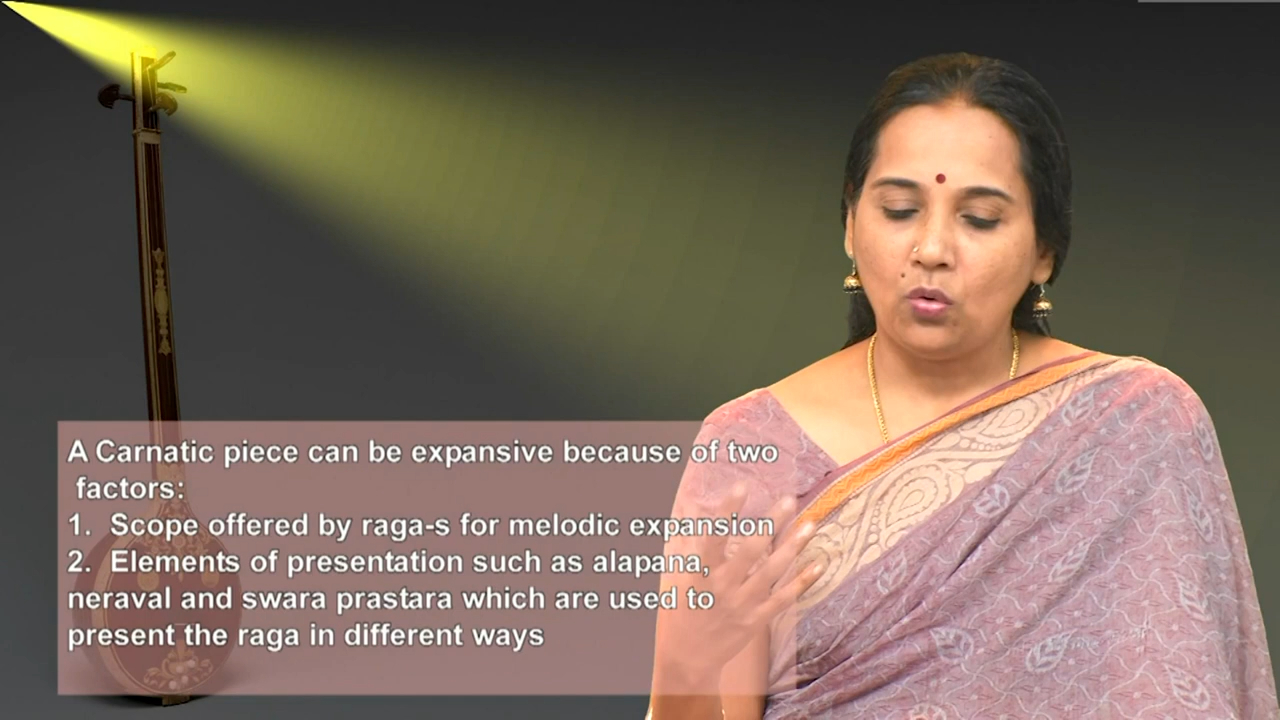 A Carnatic piece can be expansive because of two
factors:
1. Scope offered by raga-s for melodic expansion
2. Elements of presentation such as alapana,
neraval and swara prastara which are used to
present the raga in different ways